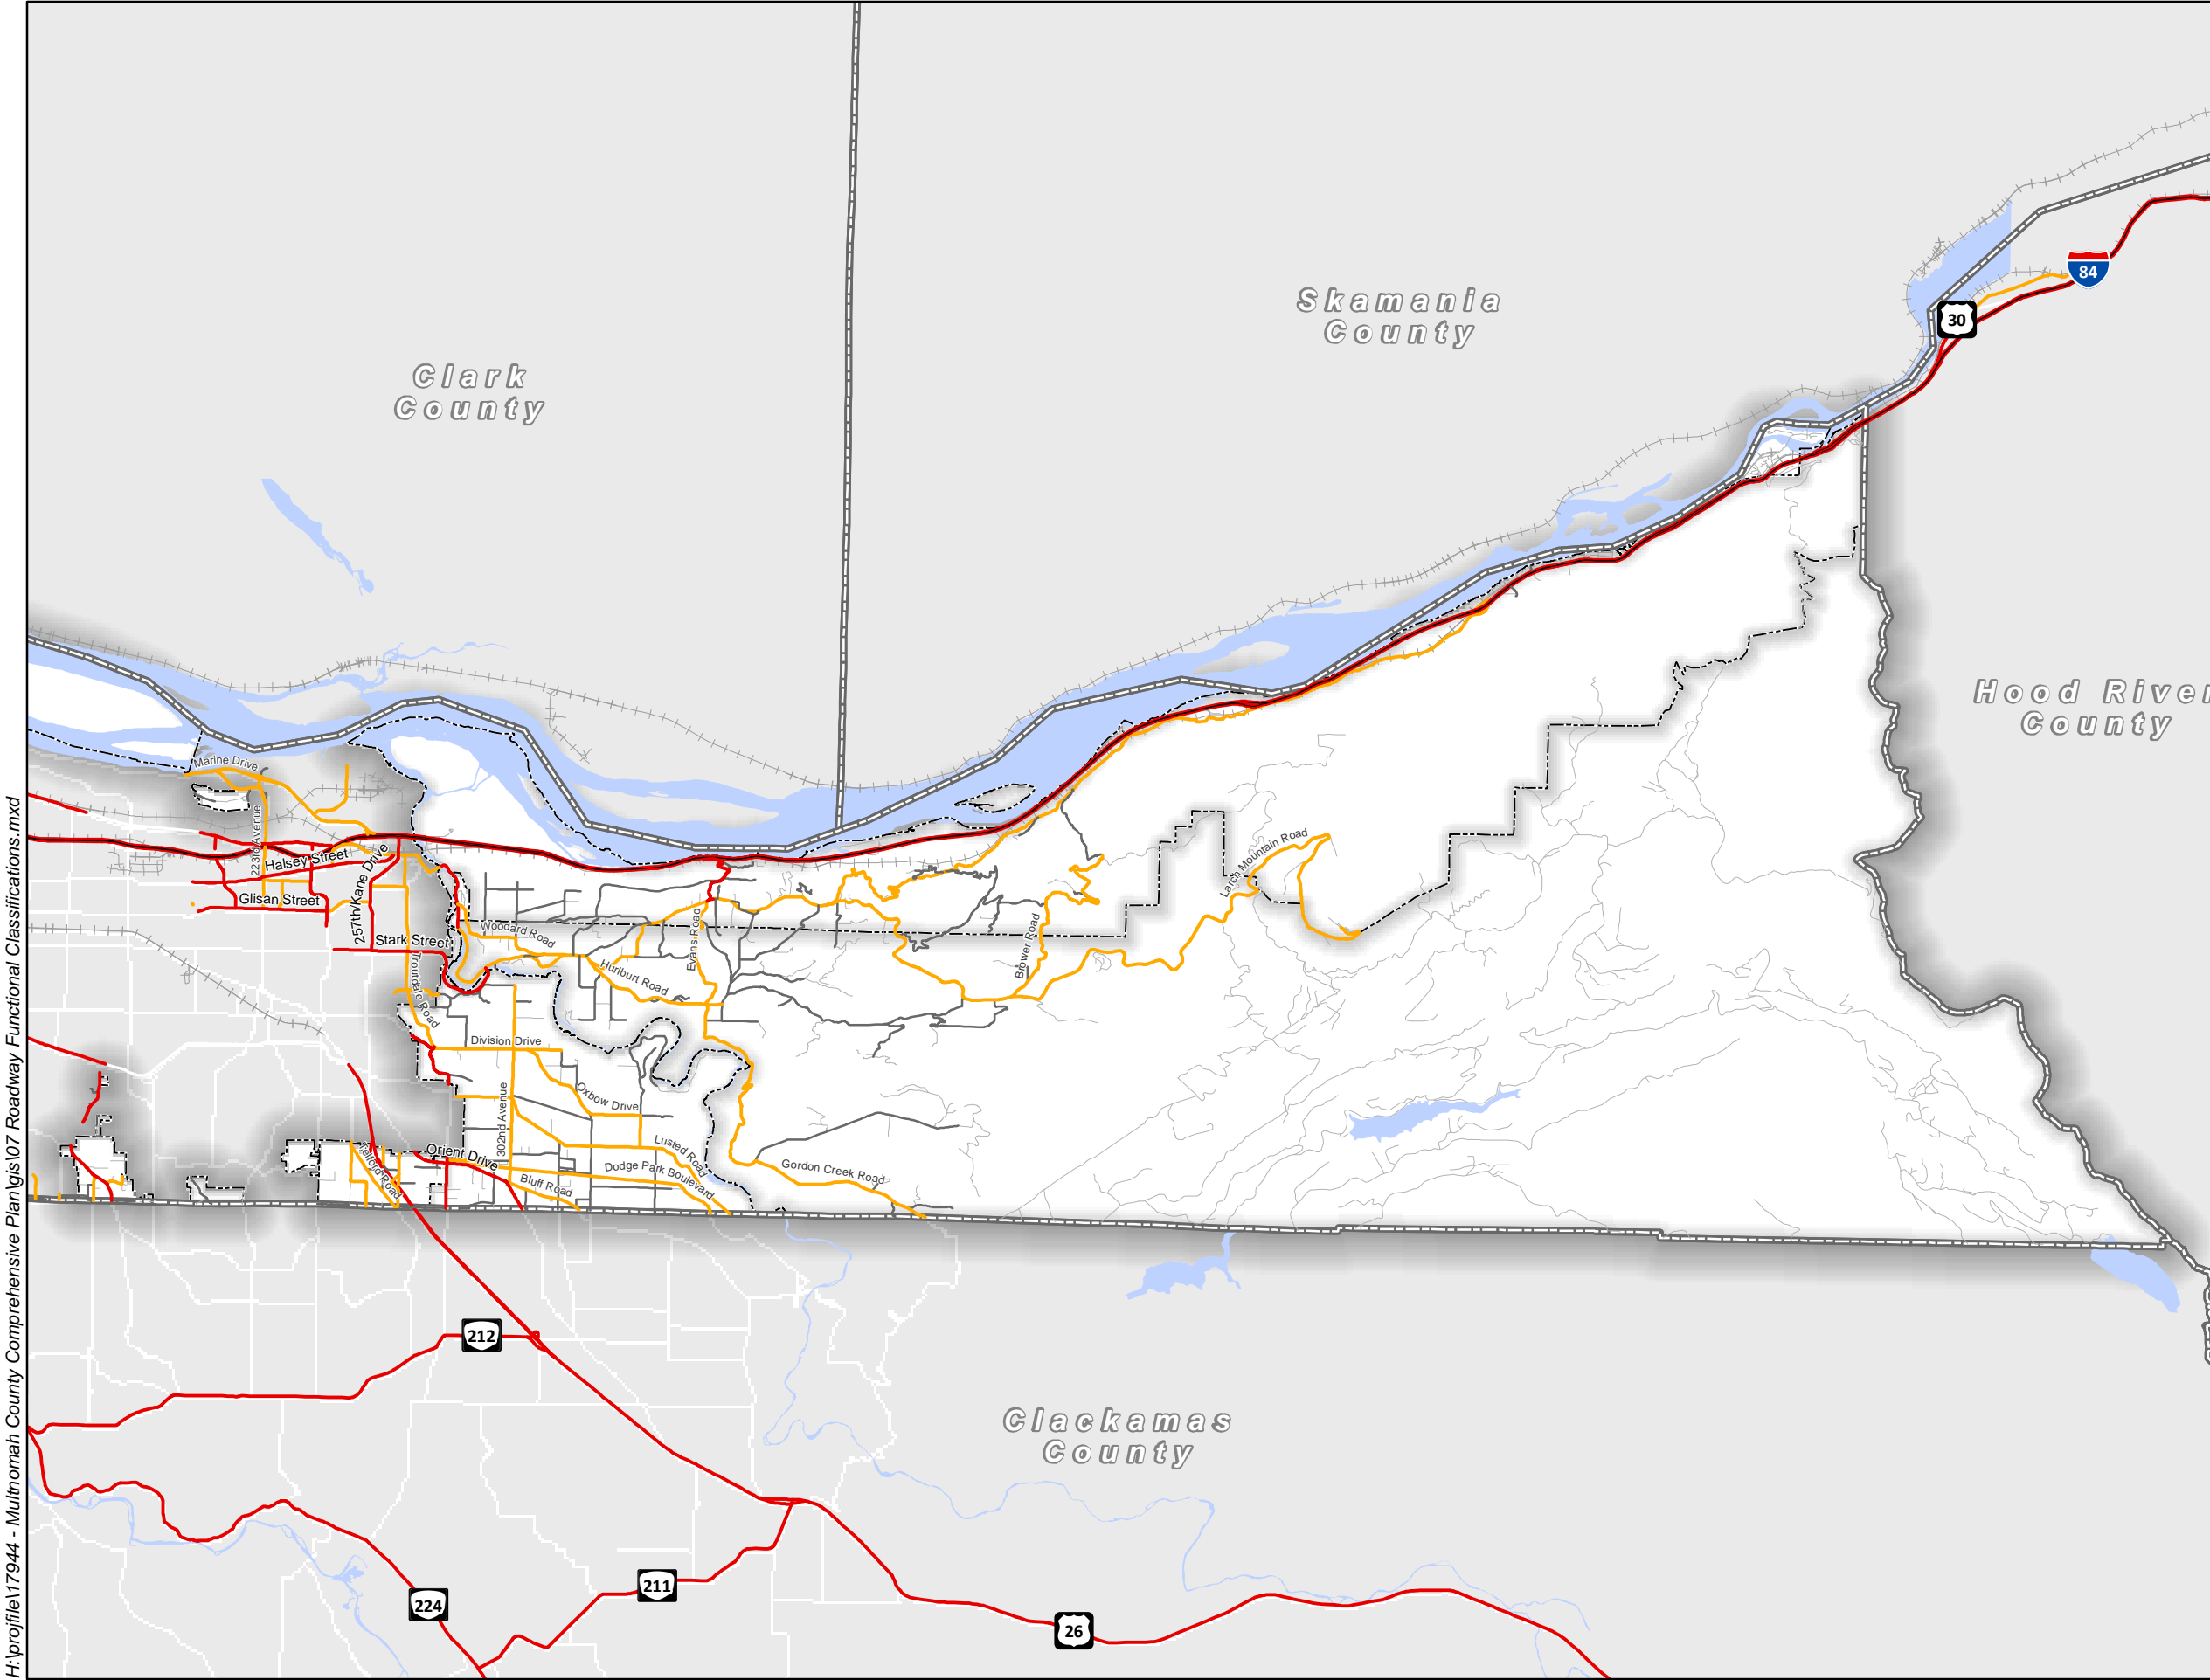 84
30
Skamania
County
Clark
County
Hood River
County
Marine Drive
223rd Avenue
Halsey Street
257th/Kane Drive
Glisan Street
Larch Mountain Road
Stark Street
Woodard Road
Evans Road
Brower Road
Hurlburt Road
Troutdale Road
Division Drive
Oxbow Drive
302nd Avenue
Lusted Road
Orient Drive
Telford Road
Dodge Park Boulevard
Gordon Creek Road
Bluff Road
212
Clackamas
County
211
224
26
H:\projfile\17944 - Multnomah County Comprehensive Plan\gis\07 Roadway Functional Classifications.mxd